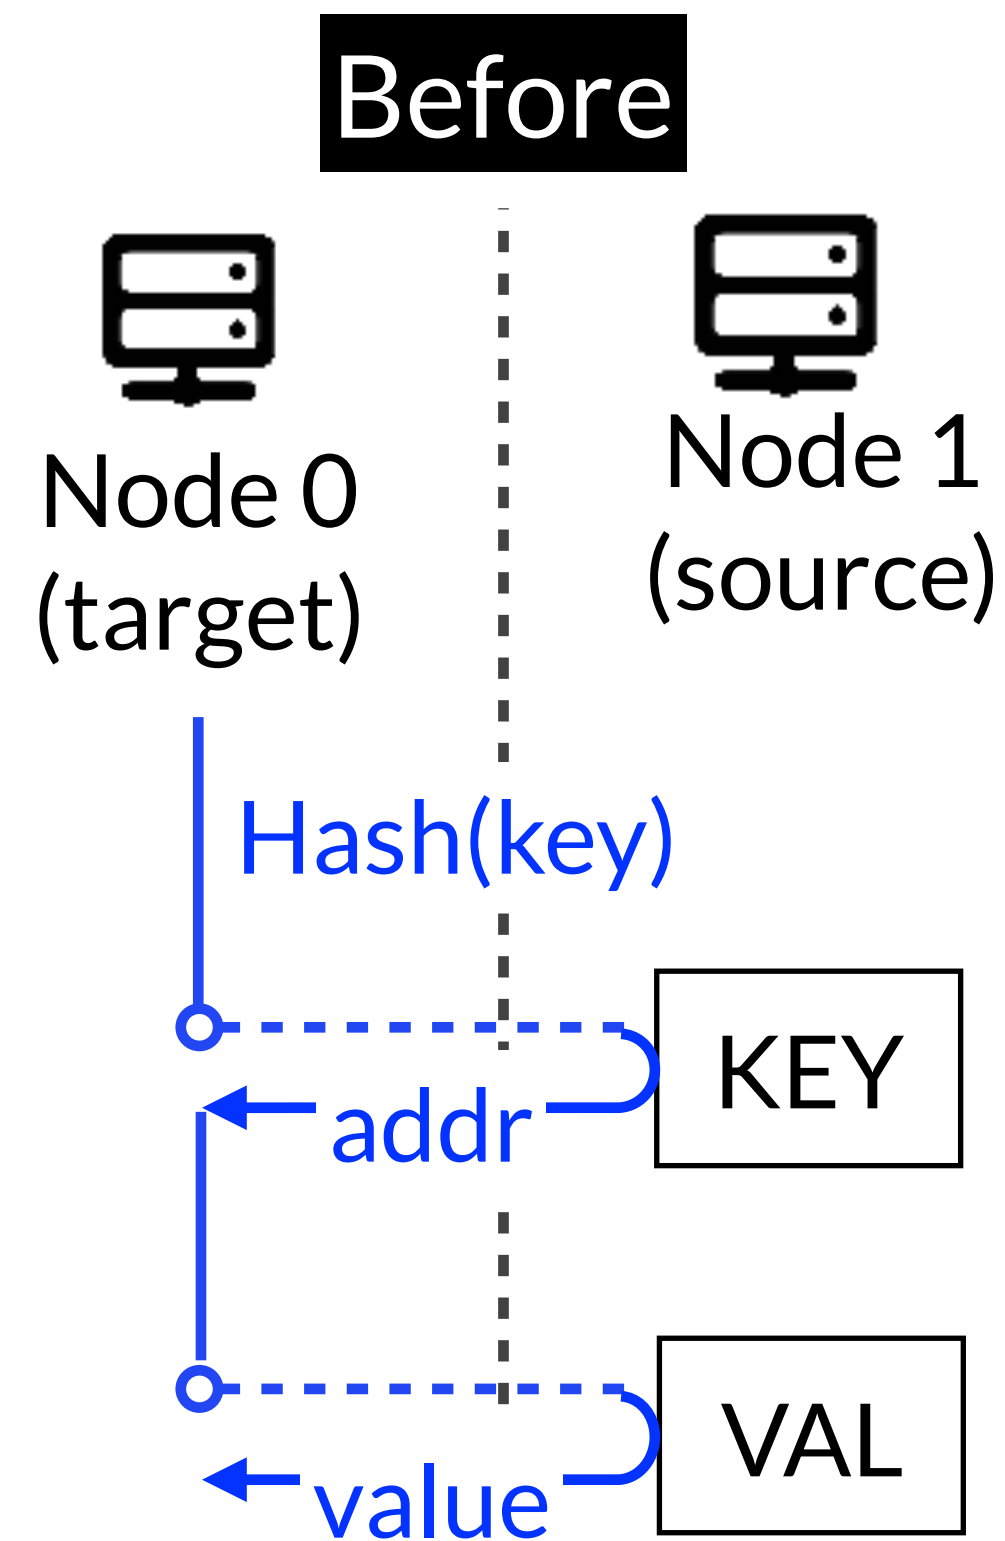 Before
Node 0
(target)
Node 1
(source)
Hash(key)
KEY
addr
VAL
value